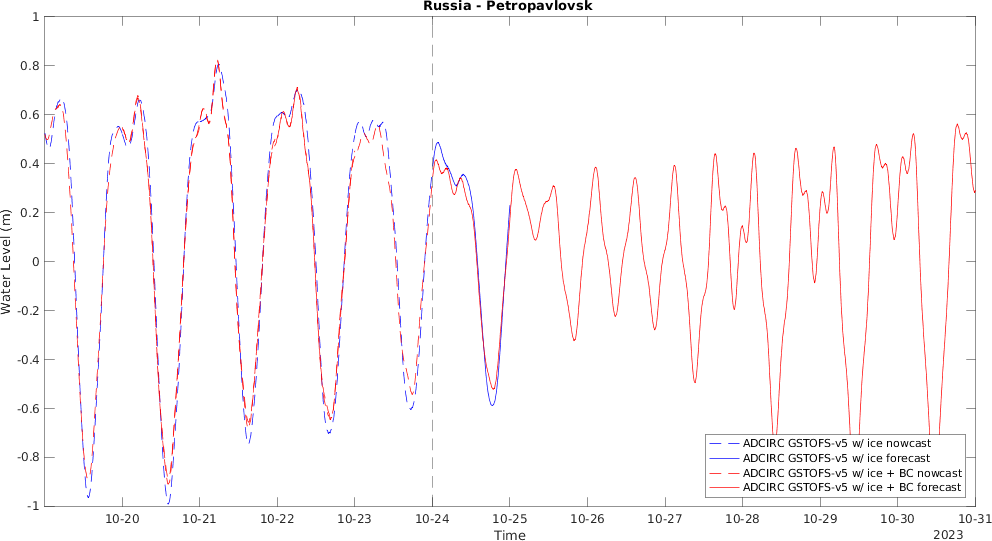 Russia - Petropavlovsk
Water Level (m)
1
0.8
0.6
0.4
0.2
0
-0.2
-0.4
-0.6
-0.8
-1
ADCIRC GSTOFS-v5 w/ ice nowcast
ADCIRC GSTOFS-v5 w/ ice forecast
ADCIRC GSTOFS-v5 w/ ice + BC nowcast
ADCIRC GSTOFS-v5 w/ ice + BC forecast
10-20 10-21 10-22 10-23 10-24 10-25 10-26 10-27 10-28 10-29 10-30 10-31
Time
2023